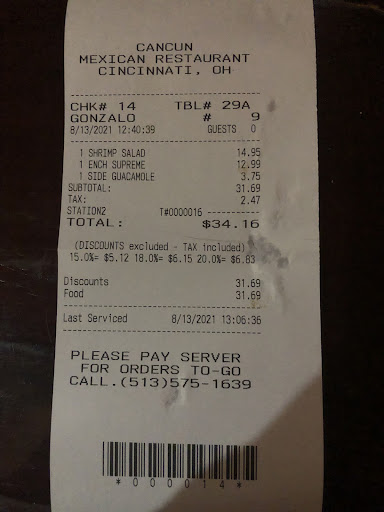 CANCUN
MEXICAN RESTAURANT
CINCINNATI, OH
CHK# 14 TBL# 29A
GONZALO # 9
8/13/2021 12:40:39 GUESTS 0
1 SHRIMP SALAD 14.95
1 ENCH SUPREME 12.99
1 SIDE GUACAMOLE 3.75
SUBTOTAL: 31.69
TAX: 2.47
STATION2 T#0000016
TOTAL: $34.16
(DISCOUNTS excluded - TAX included)
15.0%= $5.12 18.0%= $6.15 20.0%= $6.83
Discounts 31.69
Food 31.69
Last Serviced 8/13/2021 13:06:36
PLEASE PAY SERVER
FOR ORDERS TO-GO
CALL.(513)575-1639
*000014*